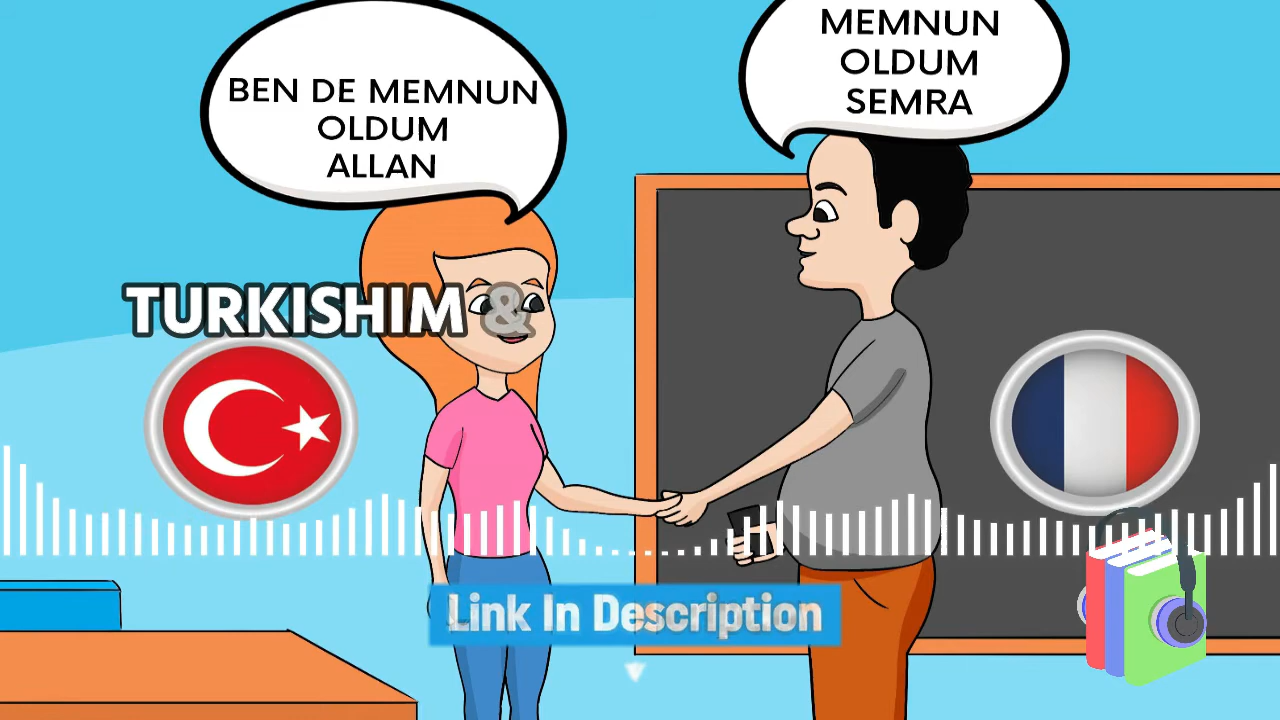 BEN DE MEMNUN
OLDUM
ALLAN
MEMNUN
OLDUM
SEMRA
TURKISHIM &
Link In Description